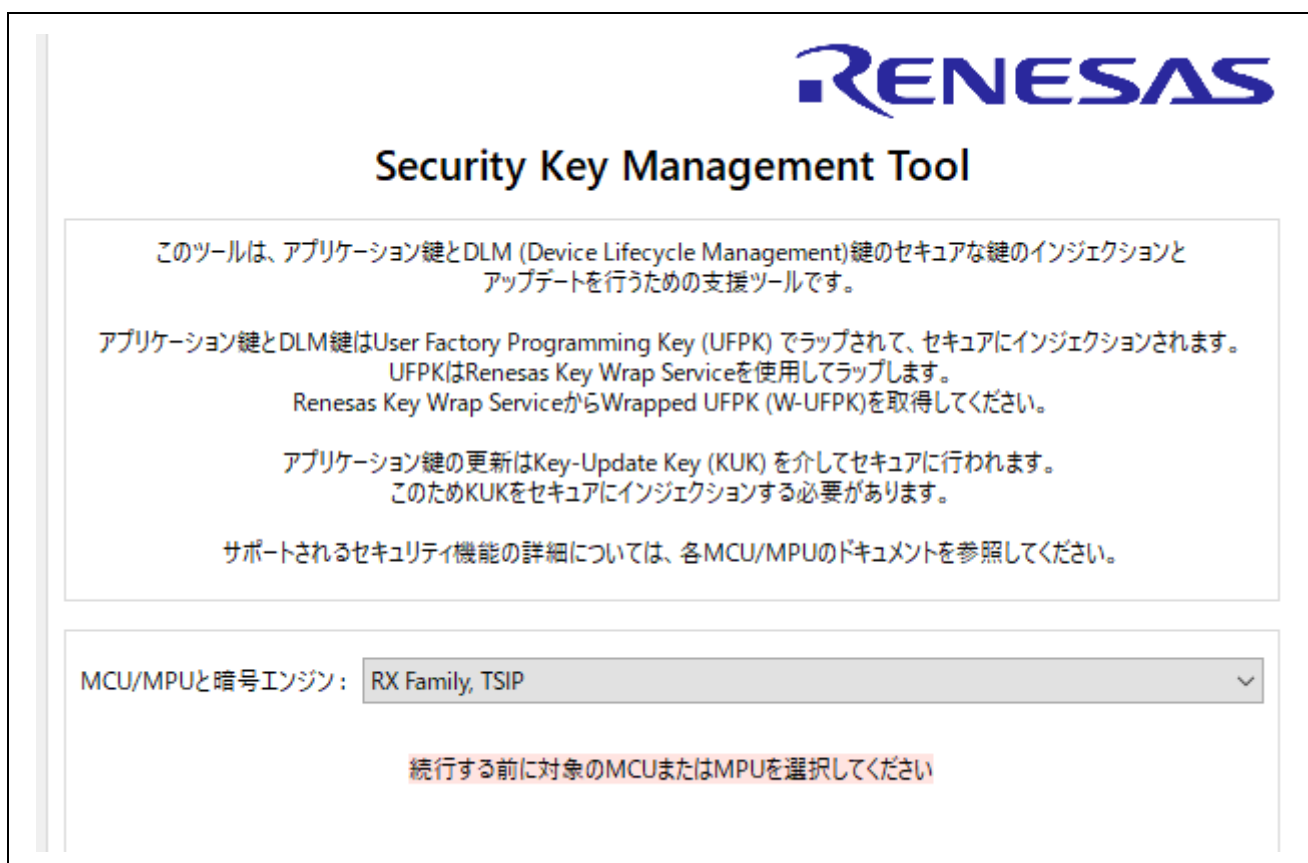 RENESAS
Security Key Management Tool
このツールは、アプリケーション鍵とDLM (Device Lifecycle Management)鍵のセキュアな鍵のインジェクションと
アップデートを行うための支援ツールです。
アプリケーション鍵とDLM鍵はUser Factory Programming Key (UFPK) でラップされて、セキュアにインジェクションされます。
UFPKはRenesas Key Wrap Serviceを使用してラップします。
Renesas Key Wrap ServiceからWrapped UFPK (W-UFPK)を取得してください。
アプリケーション鍵の更新はKey-Update Key (KUK) を介してセキュアに行われます。
このためKUKをセキュアにインジェクションする必要があります。
サポートされるセキュリティ機能の詳細については、各MCU/MPUのドキュメントを参照してください。
MCU/MPUと暗号エンジン : RX Family, TSIP
続行する前に対象のMCUまたはMPUを選択してください